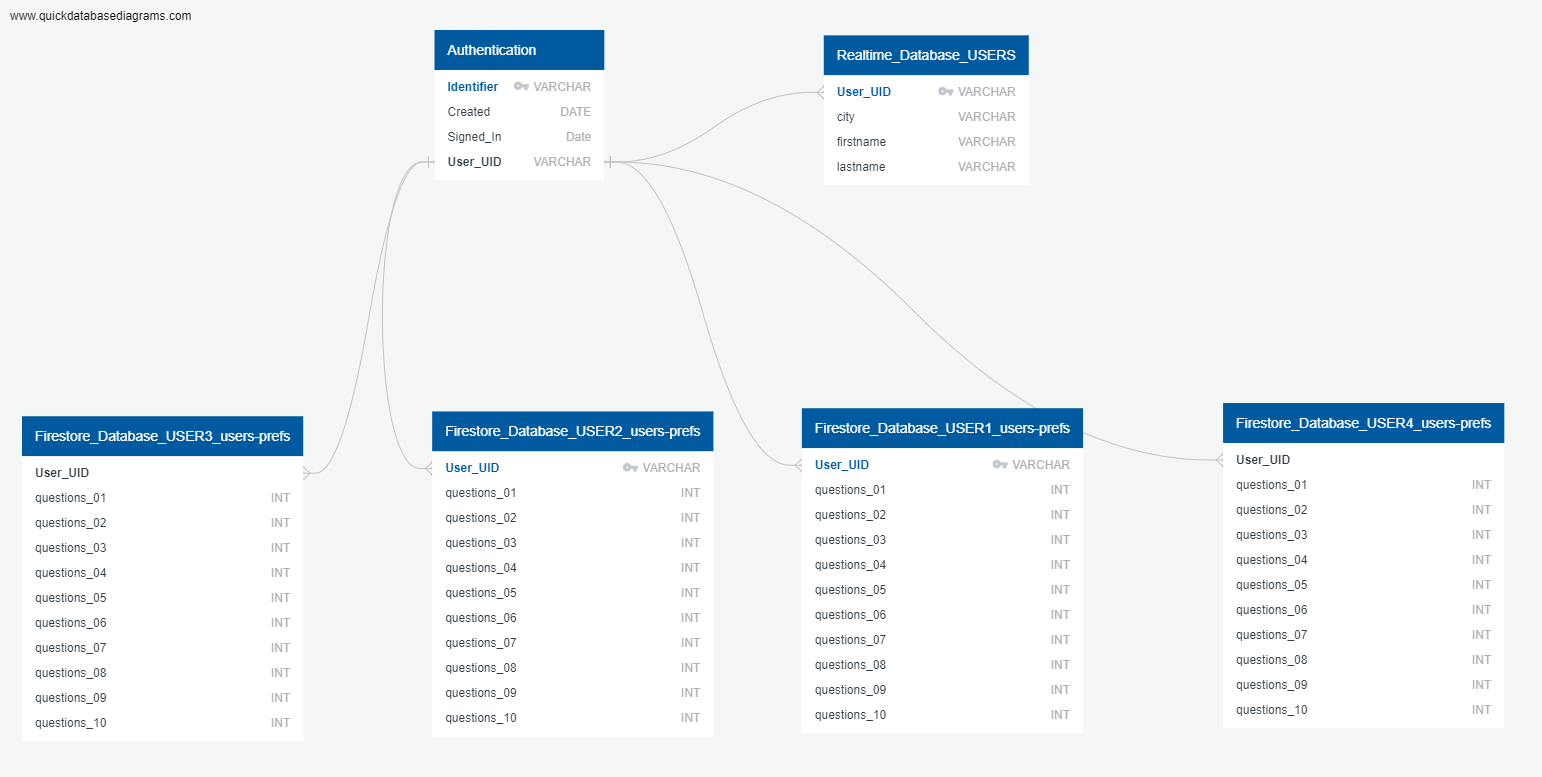 www.quickdatabasediagrams.com
Authentication
Identifier VARCHAR
Created DATE
Signed_In Date
User_UID VARCHAR
Realtime_Database_USERS
User_UID VARCHAR
city VARCHAR
firstname VARCHAR
lastname VARCHAR
Firestore_Database_USER3_users-prefs
User_UID
questions_01 INT
questions_02 INT
questions_03 INT
questions_04 INT
questions_05 INT
questions_06 INT
questions_07 INT
questions_08 INT
questions_09 INT
questions_10 INT
Firestore_Database_USER2_users-prefs
User_UID VARCHAR
questions_01 INT
questions_02 INT
questions_03 INT
questions_04 INT
questions_05 INT
questions_06 INT
questions_07 INT
questions_08 INT
questions_09 INT
questions_10 INT
Firestore_Database_USER1_users-prefs
User_UID VARCHAR
questions_01 INT
questions_02 INT
questions_03 INT
questions_04 INT
questions_05 INT
questions_06 INT
questions_07 INT
questions_08 INT
questions_09 INT
questions_10 INT
Firestore_Database_USER4_users-prefs
User_UID
questions_01 INT
questions_02 INT
questions_03 INT
questions_04 INT
questions_05 INT
questions_06 INT
questions_07 INT
questions_08 INT
questions_09 INT
questions_10 INT